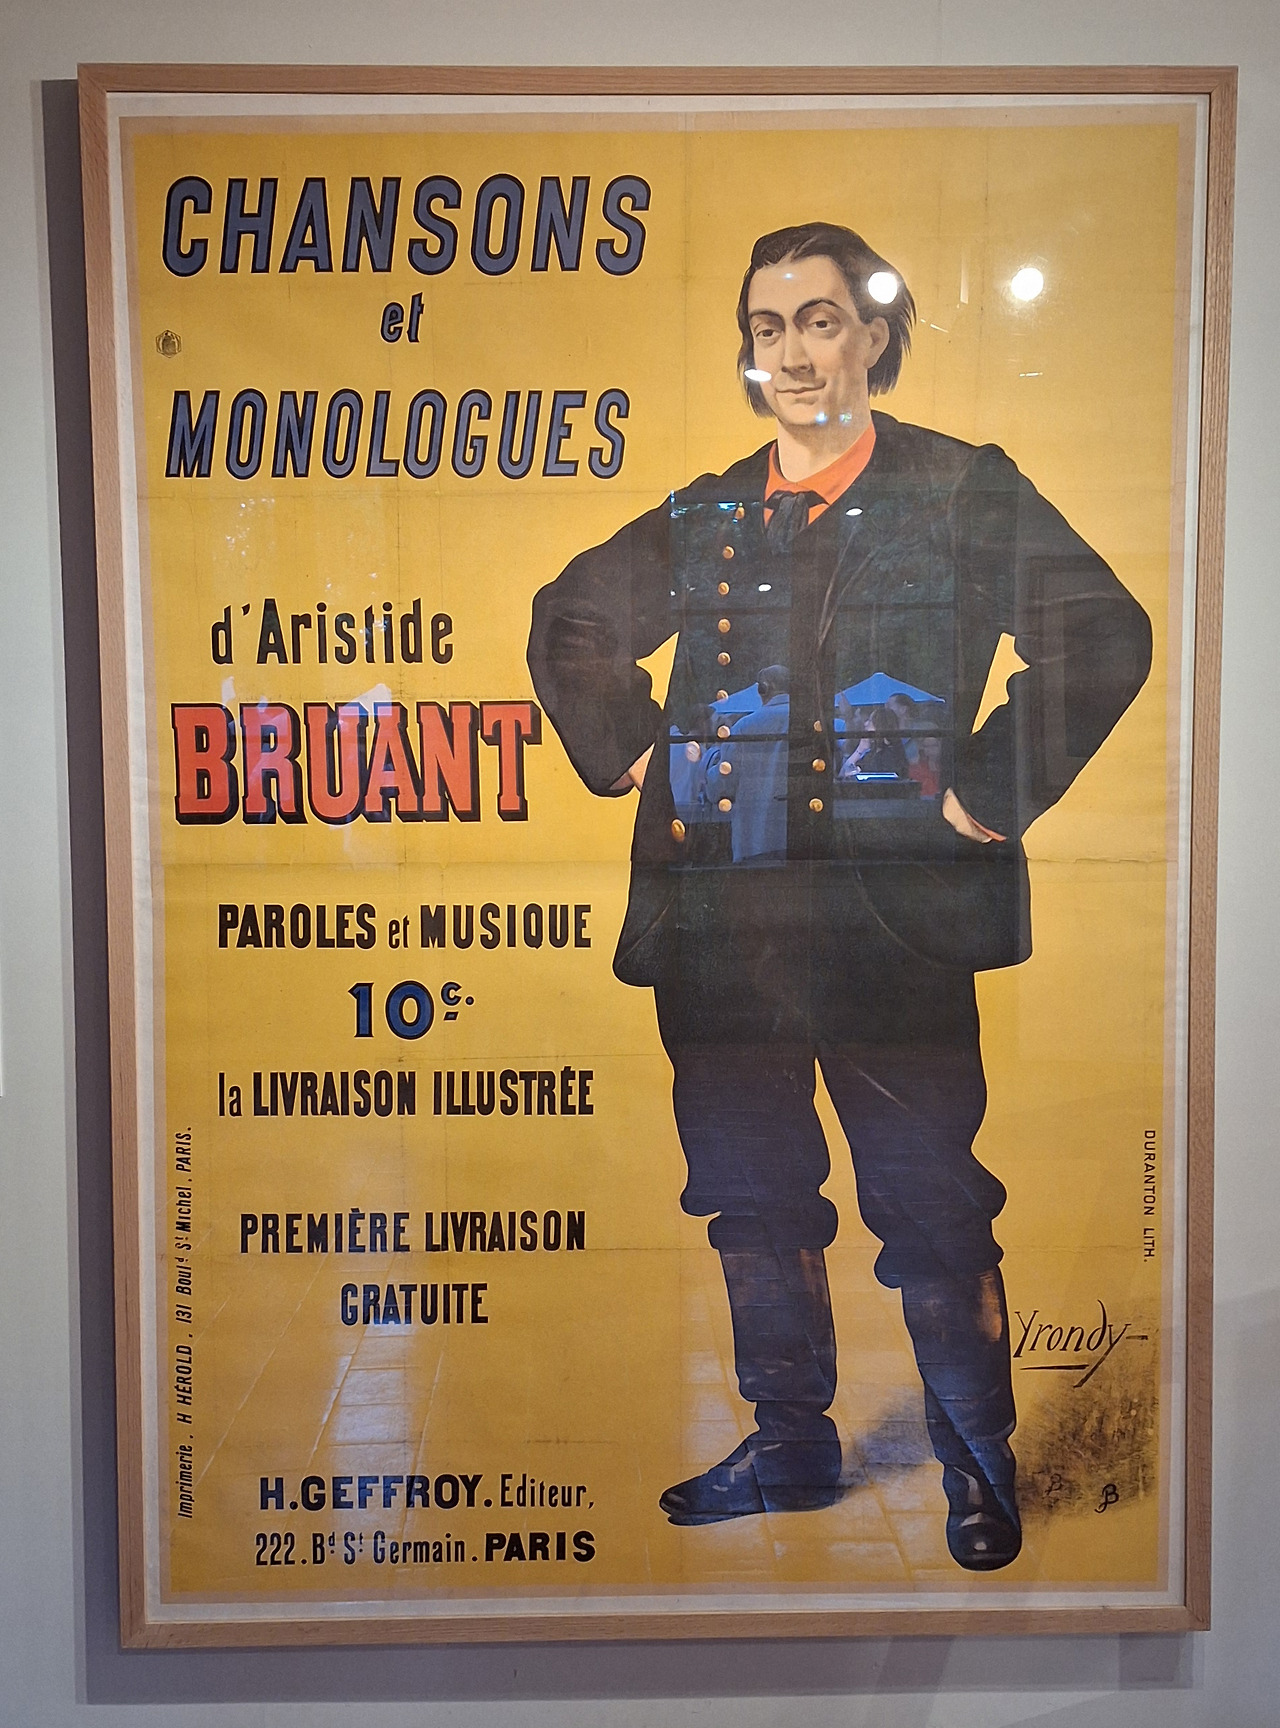 CHANSONS
et
MONOLOGUES
d'Aristide
BRUANT
PAROLES et MUSIQUE
10c.
la LIVRAISON ILLUSTRÉE
PREMIÈRE LIVRAISON
GRATUITE
H. GEFFROY. Editeur,
222. Bd St Germain. PARIS
Imprimerie. H HÉROLD. 131 Bould St Michel. PARIS.
DURANTON LITH.
Yrondy